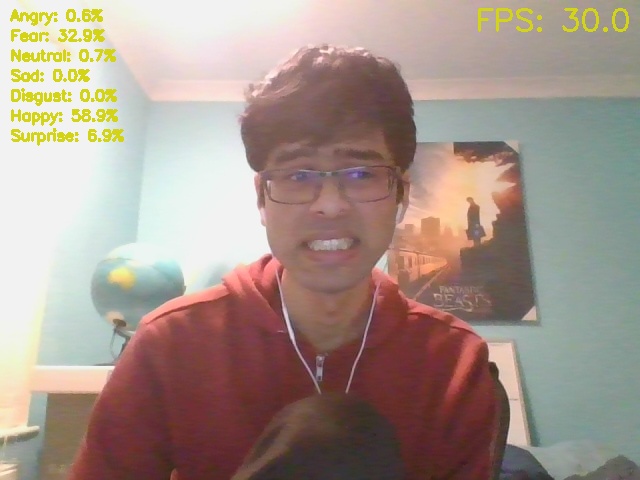 Angry: 0.6%
Fear: 32.9%
Neutral: 0.7%
Sad: 0.0%
Disgust: 0.0%
Happy: 58.9%
Surprise: 6.9%
FPS: 30.0
FANTASTIC
BEASTS